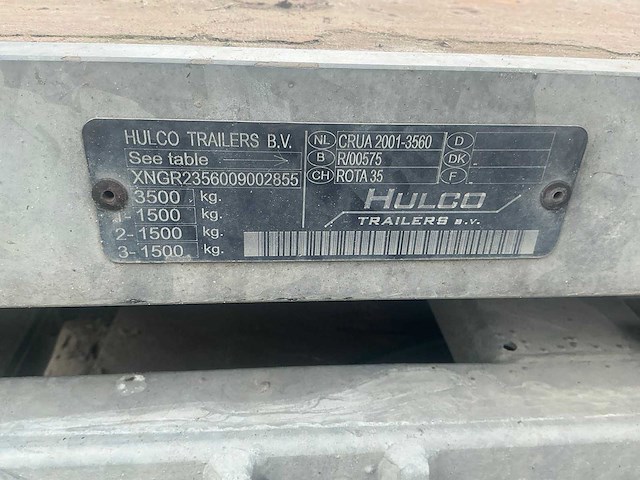 HULCO TRAILERS B.V.
See table
XNGR2356009002855
3500 kg.
1-1500 kg.
2-1500 kg.
3-1500 kg.
NL CRUA 2001-3560
B R/00575
CH ROTA 35
D
DK
F
HULCO
TRAILERS B.V.